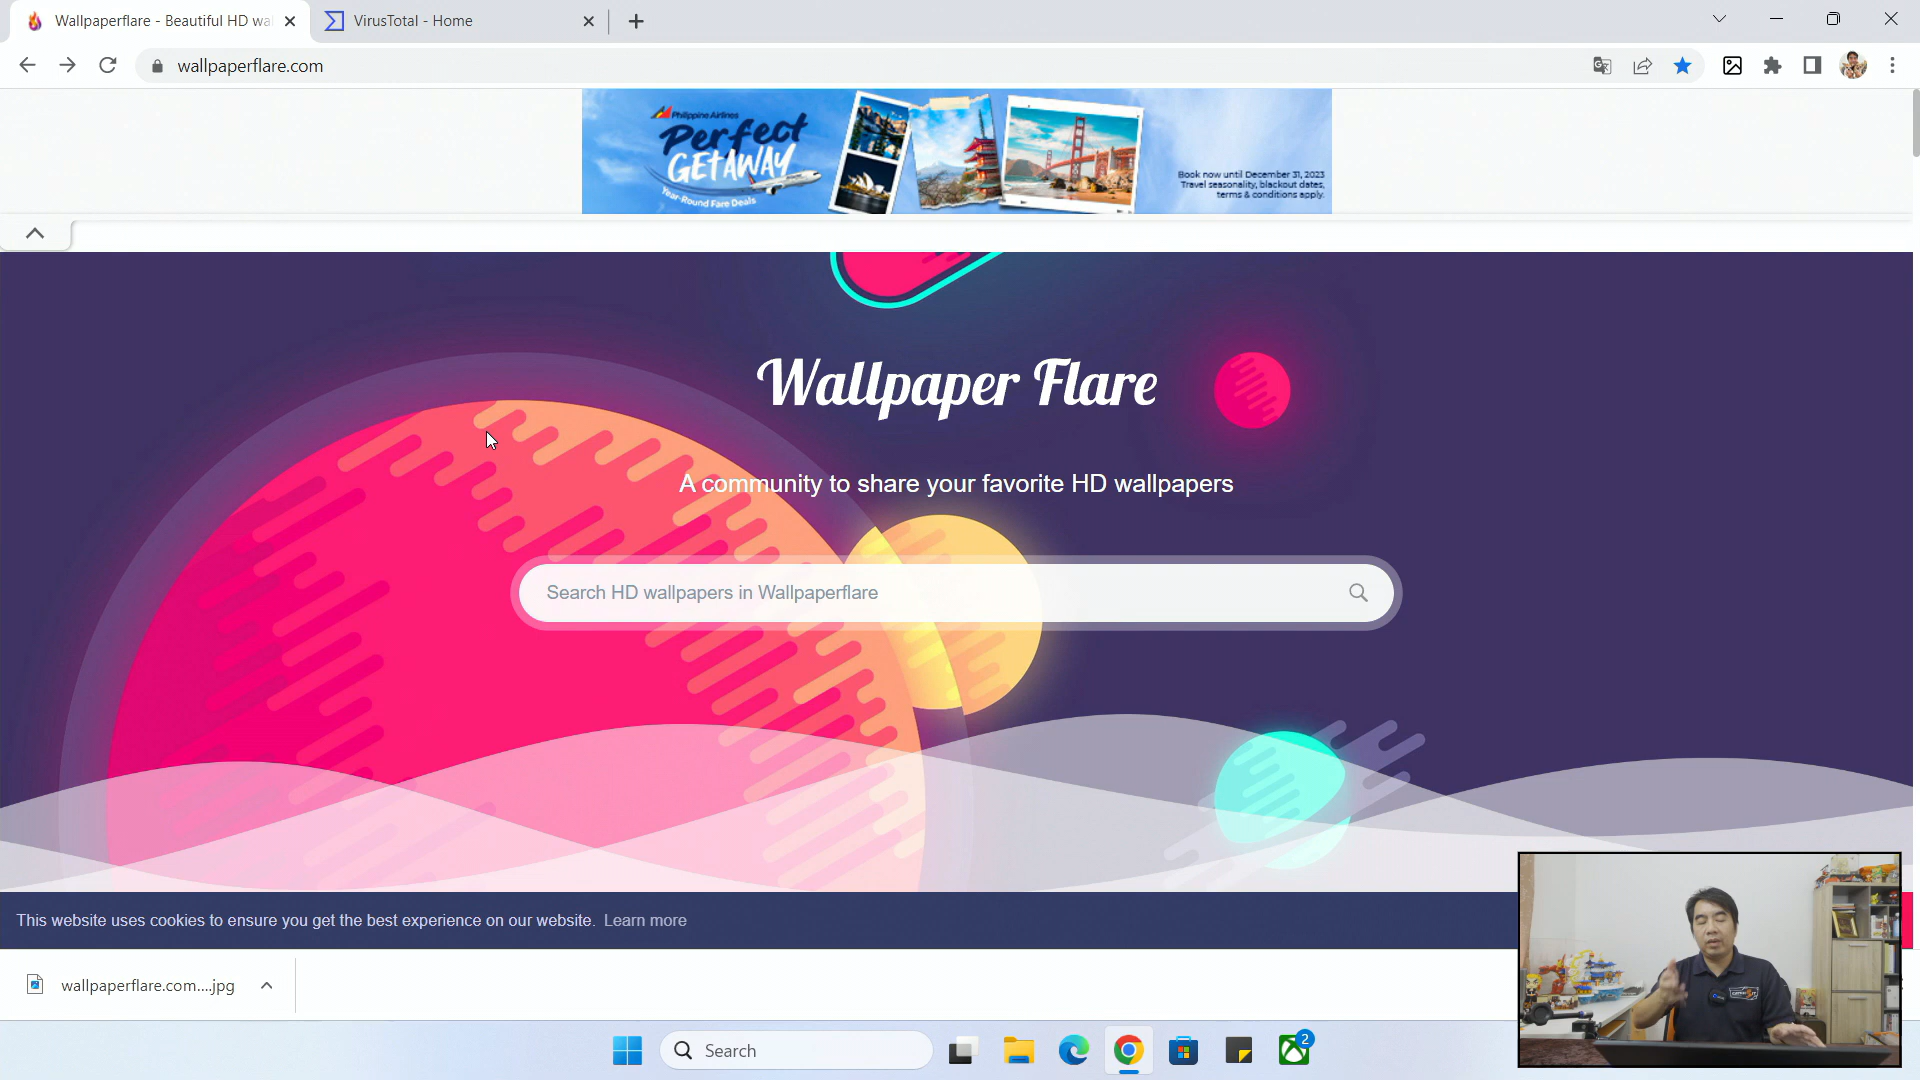 Wallpaperflare - Beautiful HD wa
VirusTotal - Home
wallpaperflare.com
Philippine Airlines
Perfect
GETAWAY
Year-Round Fare Deals
Book now until December 31, 2023
Travel seasonality, blackout dates,
terms & conditions apply.
Wallpaper Flare
A community to share your favorite HD wallpapers
Search HD wallpapers in Wallpaperflare
This website uses cookies to ensure you get the best experience on our website. Learn more
wallpaperflare.com....jpg
Search
2